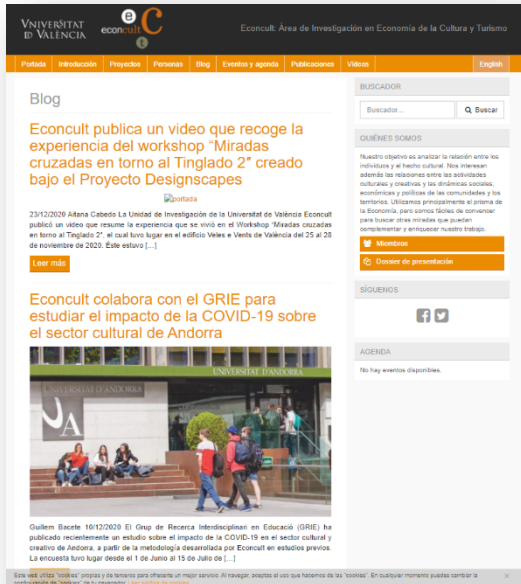 VNIVERSITAT
ID VALÈNCIA
econcult
e
C
t
Econcult: Área de Investigación en Economía de la Cultura y Turismo
Portada Introducción Proyectos Personas Blog Eventos y agenda Publicaciones Vídeos English
Blog
Econcult publica un video que recoge la
experiencia del workshop “Miradas
cruzadas en torno al Tinglado 2″ creado
bajo el Proyecto Designscapes
portada
23/12/2020 Aitana Cabedo La Unidad de Investigación de la Universitat de València Econcult
publicó un vídeo que resume la experiencia que se vivió en el Workshop “Miradas cruzadas
en torno al Tinglado 2”, el cual tuvo lugar en el edificio Veles e Vents de València del 25 al 28
de noviembre de 2020. Éste estuvo […]
Leer más
Econcult colabora con el GRIE para
estudiar el impacto de la COVID-19 sobre
el sector cultural de Andorra
UNIVERSITAT D'ANDORRA
UNIVERSITAT D'ANDORRA
UA
Guillem Bacete 10/12/2020 El Grup de Recerca Interdisciplinari en Educació (GRIE) ha
publicado recientemente un estudio sobre el impacto de la COVID-19 en el sector cultural y
creativo de Andorra, a partir de la metodología desarrollada por Econcult en estudios previos.
La encuesta tuvo lugar desde el 1 de Junio al 15 de Julio de […]
BUSCADOR
Buscador...
Buscar
QUIÉNES SOMOS
Nuestro objetivo es analizar la relación entre los
individuos y el hecho cultural. Nos interesan
además las relaciones entre las actividades
culturales y creativas y las dinámicas sociales,
económicas y políticas de las comunidades y los
territorios. Utilizamos principalmente el prisma de
la Economía, pero somos fáciles de convencer
para buscar otras miradas que puedan
complementar y enriquecer nuestro trabajo.
Miembros
Dossier de presentación
SÍGUENOS
AGENDA
No hay eventos disponibles.
Este web utiliza "cookies" propias y de terceros para ofrecerte un mejor servicio. Al navegar, aceptas el uso que hacemos de las "cookies". En cualquier momento puedes cambiar la
configuración de "cookies" de tu navegador.